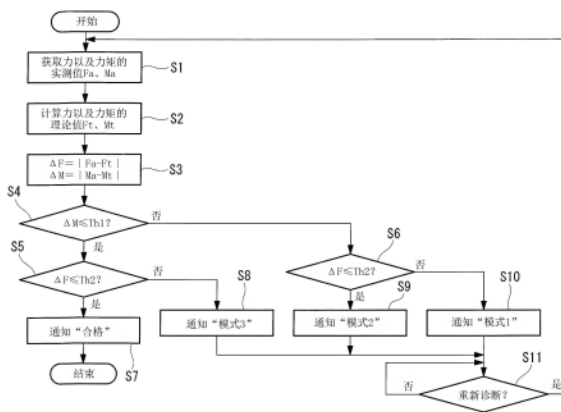 开始
获取力以及力矩的
实测值Fa、Ma
S1
计算力以及力矩的
理论值Ft、Mt
S2
ΔF＝｜Fa-Ft｜
ΔM＝｜Ma-Mt｜
S3
S4
ΔM≤Th1?
否
是
S5
ΔF≤Th2?
否
是
S6
ΔF≤Th2?
否
是
S8
通知“模式3”
S9
通知“模式2”
S10
通知“模式1”
通知“合格”
S7
结束
S11
重新诊断?
否
是